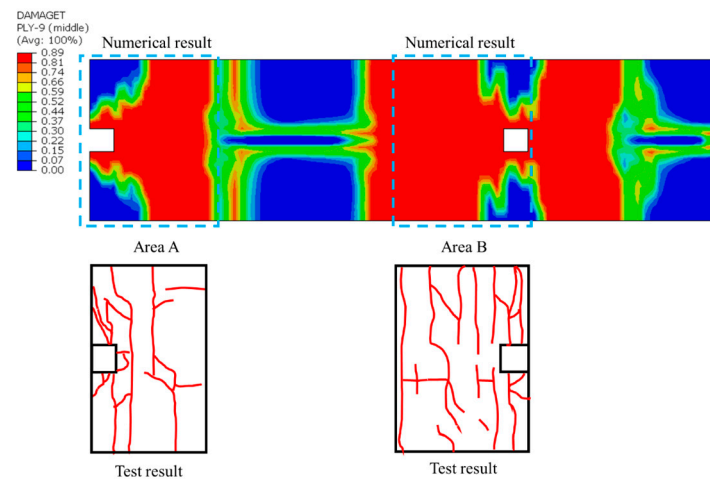 DAMAGET
PLY-9 (middle)
(Avg: 100%)
0.89
0.81
0.74
0.66
0.59
0.52
0.44
0.37
0.30
0.22
0.15
0.07
0.00
Numerical result
Numerical result
Area A
Area B
Test result
Test result